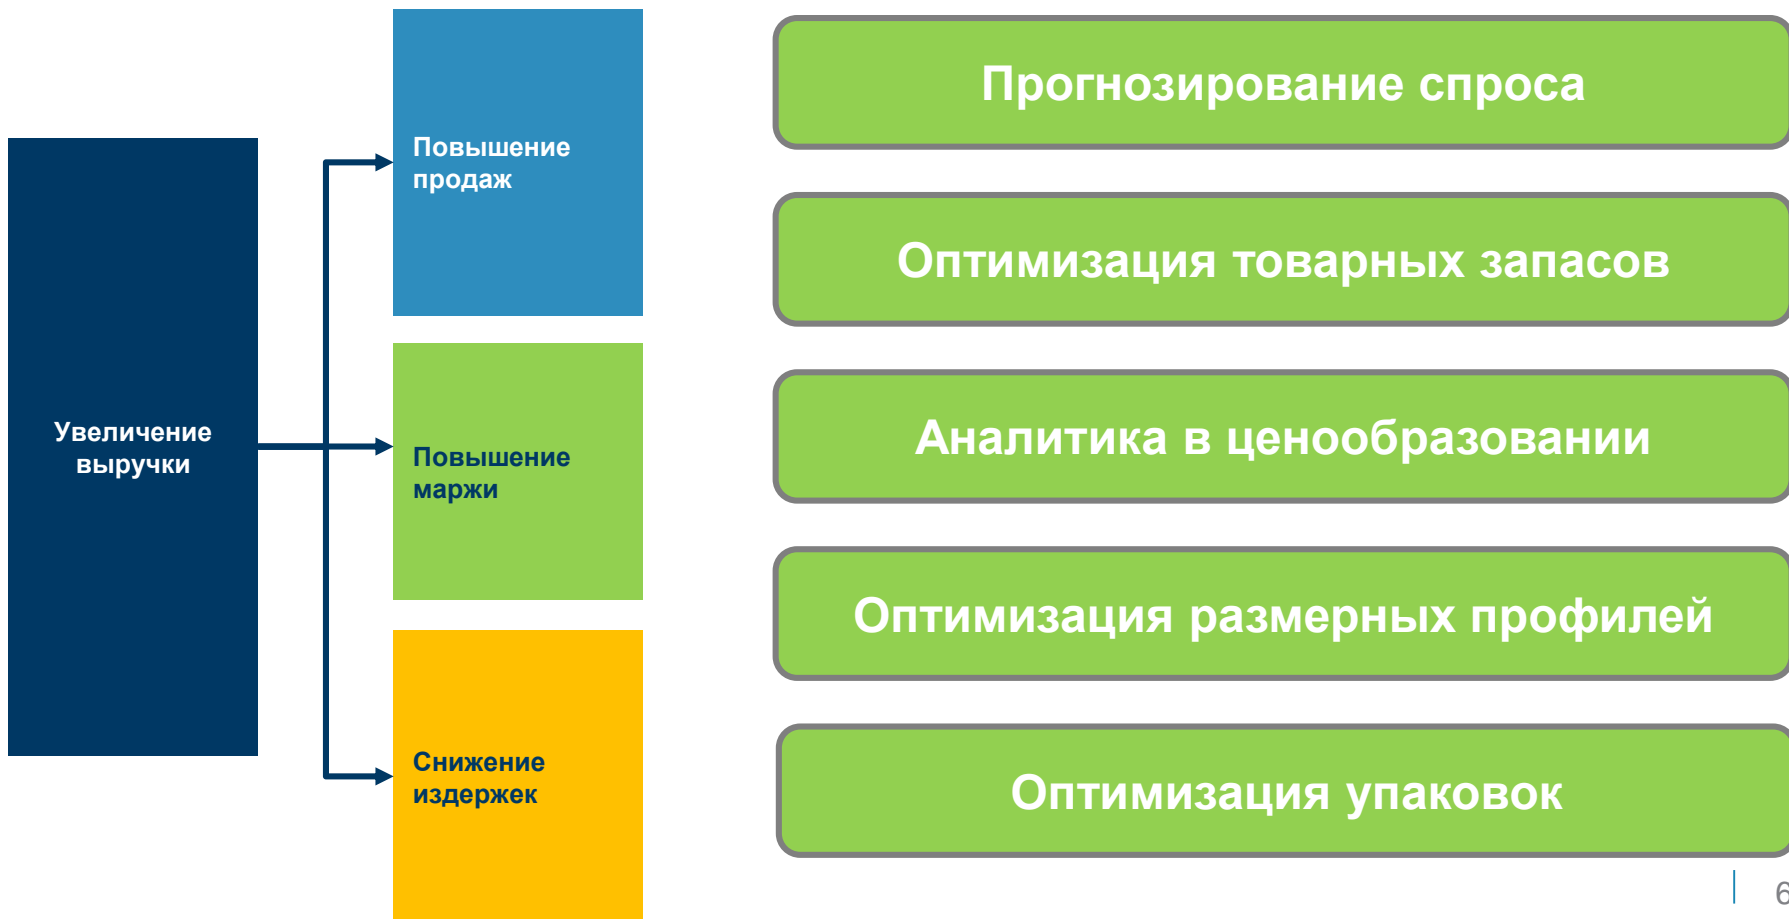 Увеличение
выручки
Повышение
продаж
Повышение
маржи
Снижение
издержек
Прогнозирование спроса
Оптимизация товарных запасов
Аналитика в ценообразовании
Оптимизация размерных профилей
Оптимизация упаковок
6